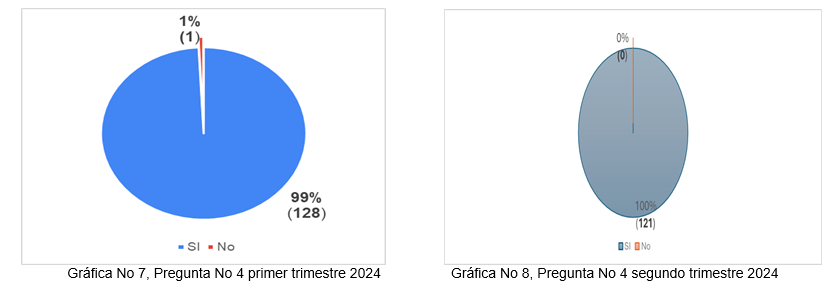 1%
(1)
99%
(128)
SI No
Gráfica No 7, Pregunta No 4 primer trimestre 2024
0%
(0)
100%
(121)
SI No
Gráfica No 8, Pregunta No 4 segundo trimestre 2024